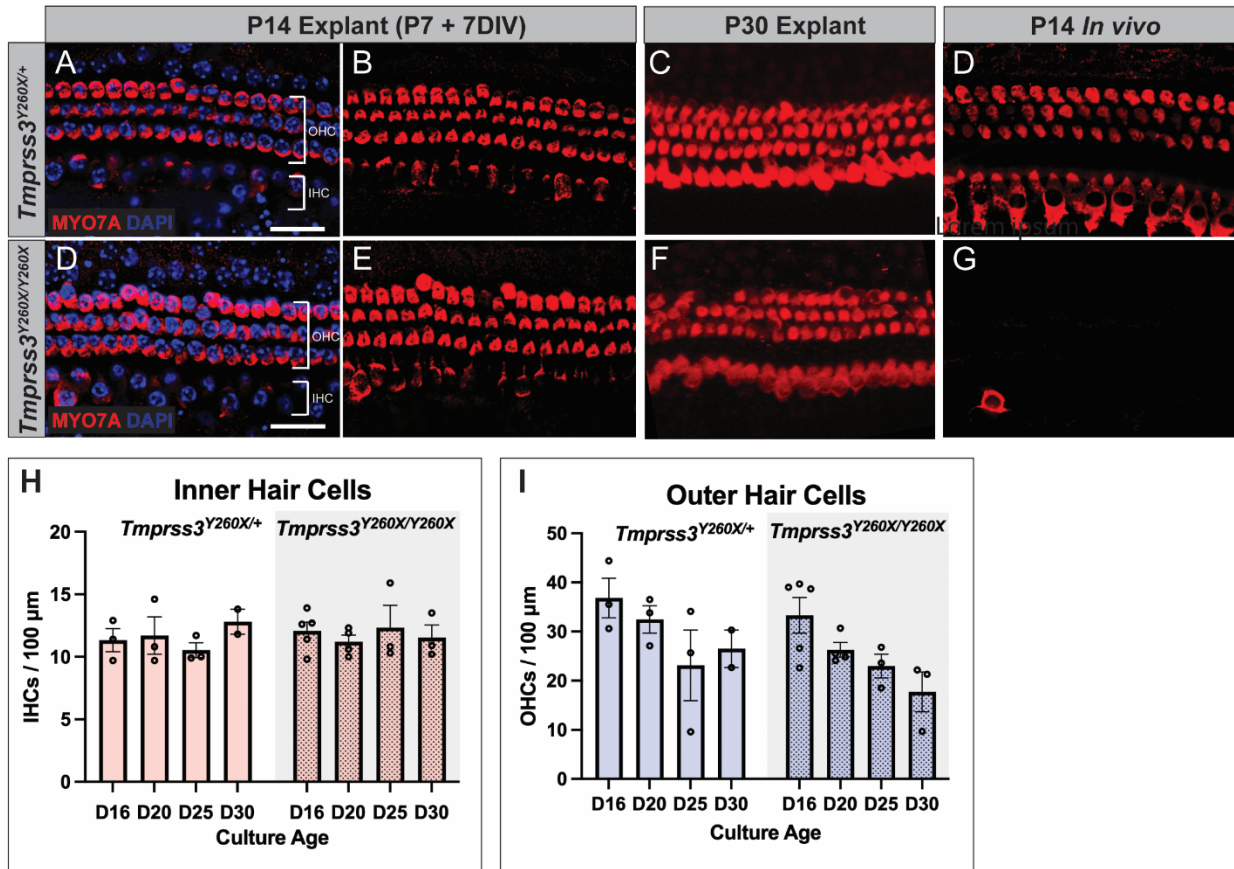 P14 Explant (P7 + 7DIV) P30 Explant P14 In vivo
Tmprss3Y260X/+
A B C D
OHC
IHC
MYO7A DAPI
Lorem ipsum
Tmprss3Y260X/Y260X
D E F G
OHC
IHC
MYO7A DAPI
H
Inner Hair Cells
Tmprss3Y260X/+ Tmprss3Y260X/Y260X
IHCs / 100 µm
20
15
10
5
0
D16 D20 D25 D30 D16 D20 D25 D30
Culture Age
I
Outer Hair Cells
Tmprss3Y260X/+ Tmprss3Y260X/Y260X
OHCs / 100 µm
50
40
30
20
10
0
D16 D20 D25 D30 D16 D20 D25 D30
Culture Age